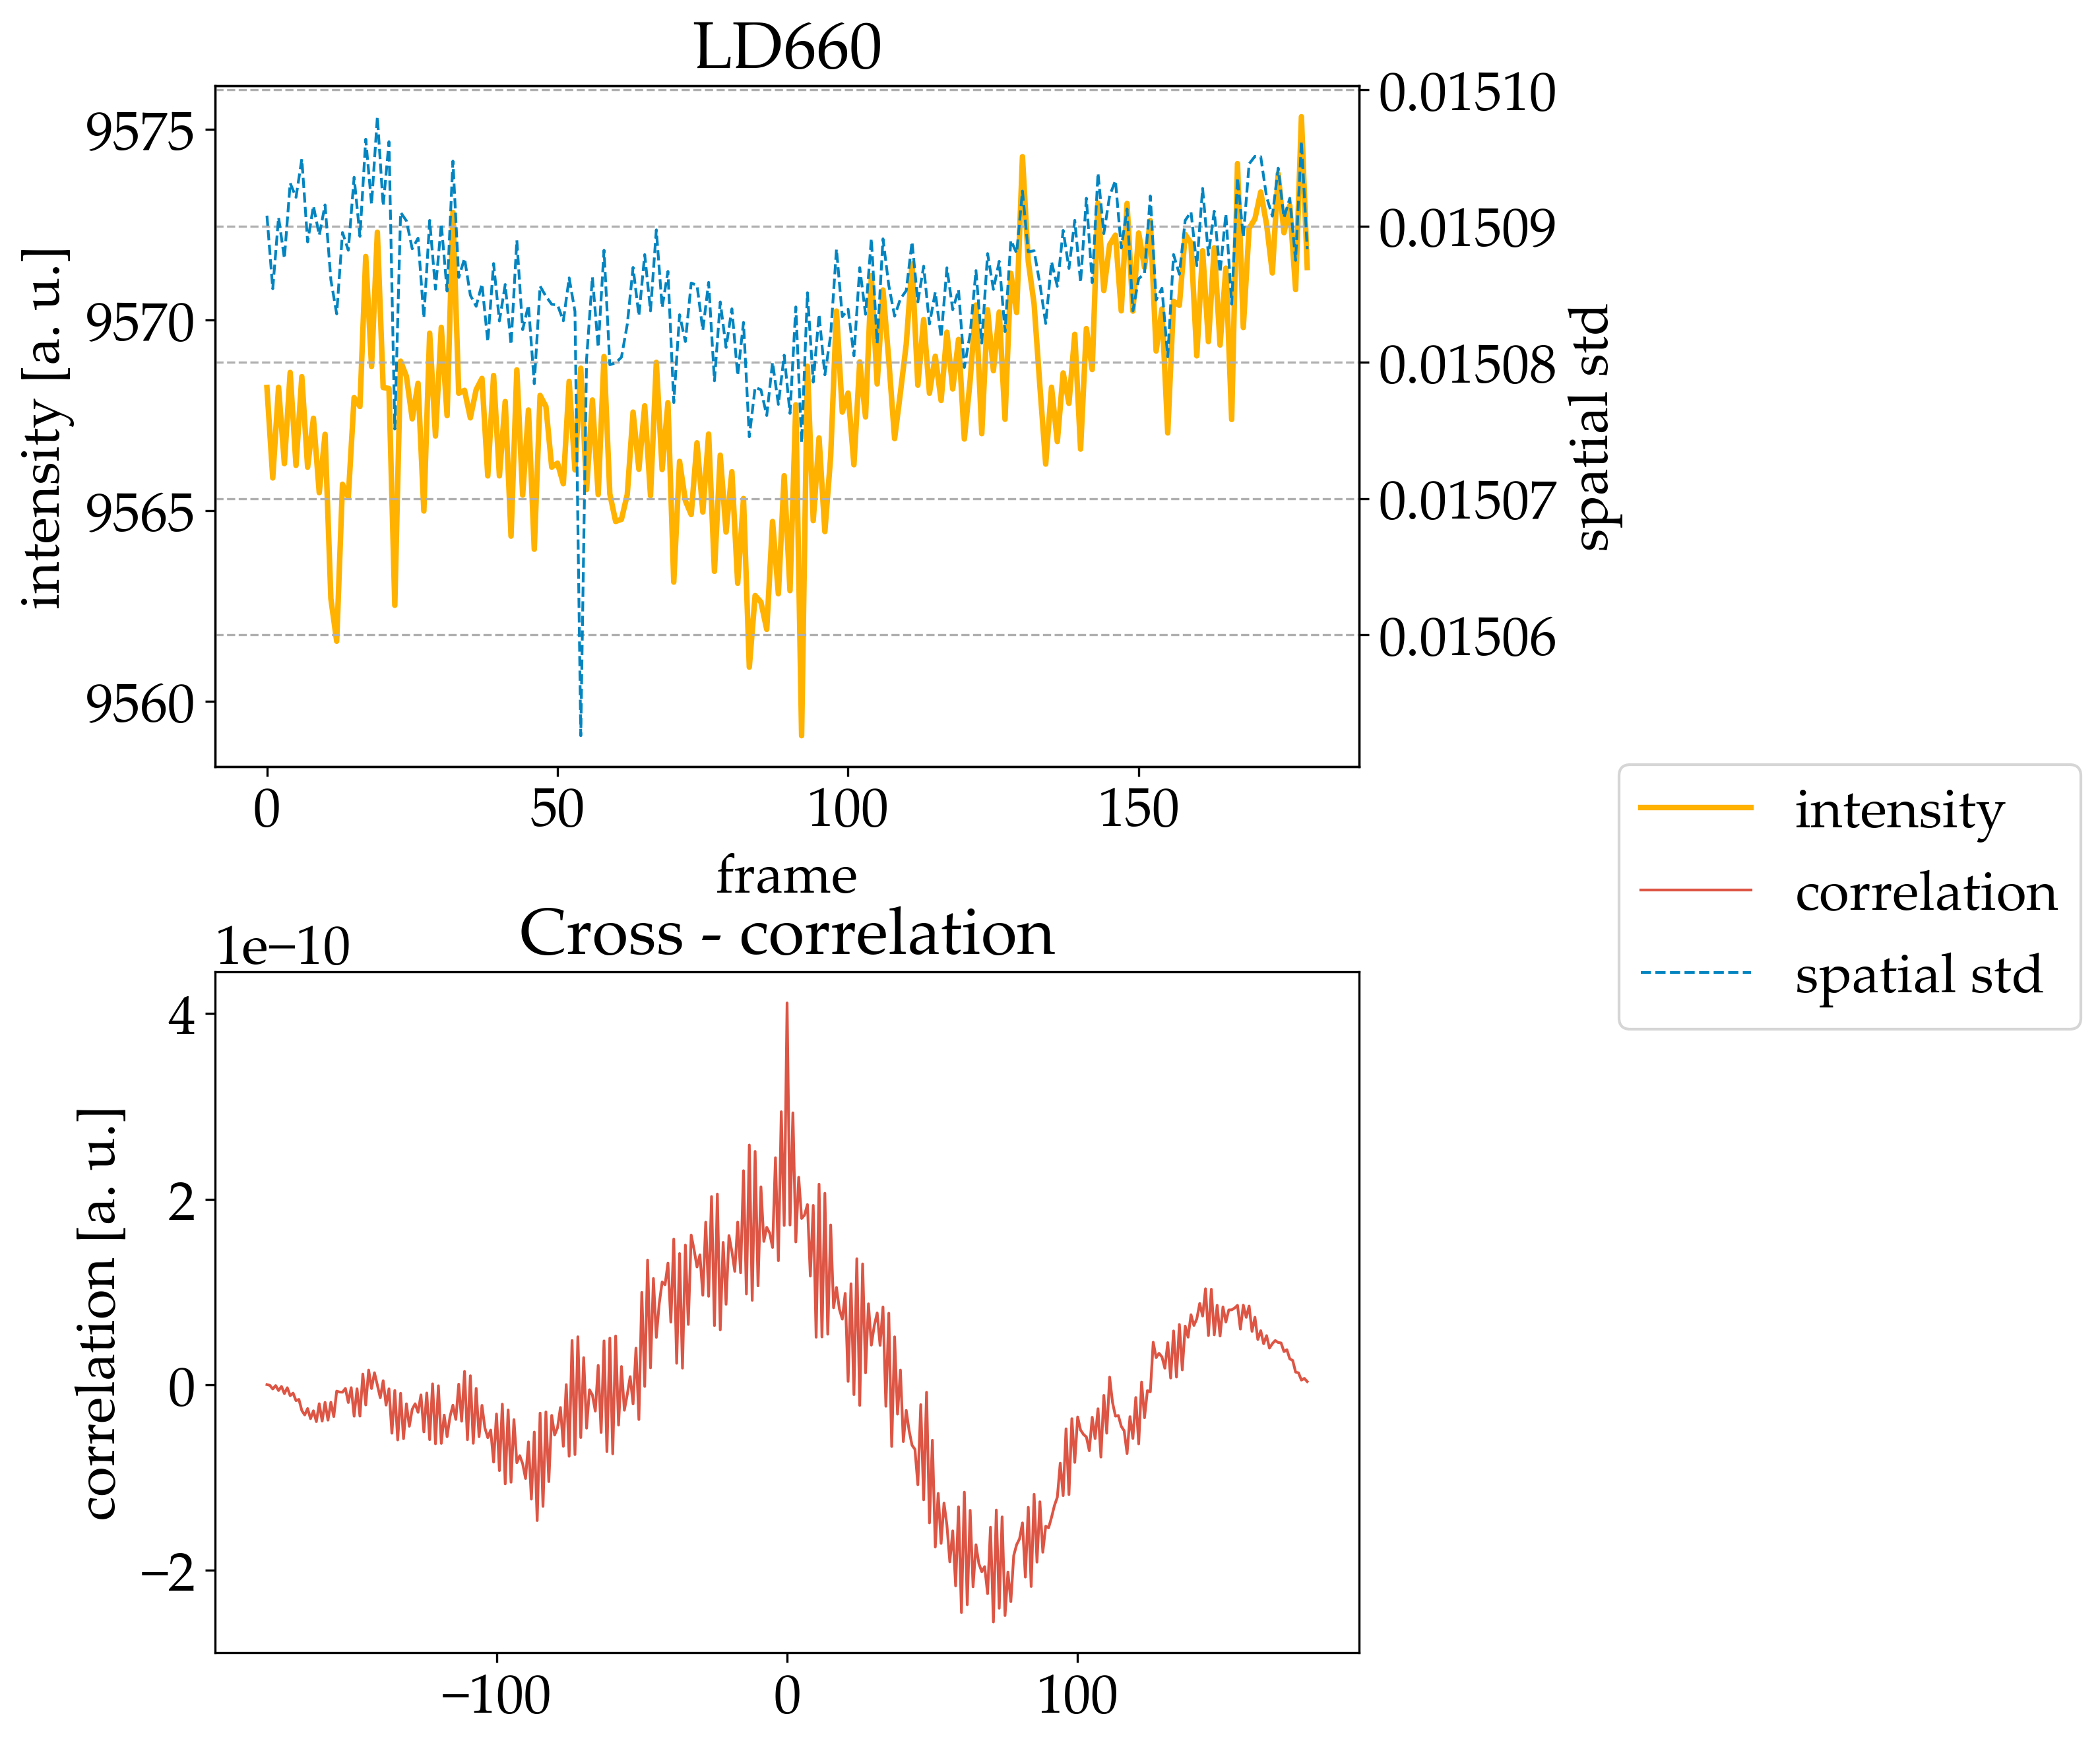 LD660
9575
9570
9565
9560
intensity [a. u.]
0.01510
0.01509
0.01508
0.01507
0.01506
spatial std
0 50 100 150
frame
intensity
correlation
spatial std
Cross - correlation
1e−10
4
2
0
−2
correlation [a. u.]
−100 0 100